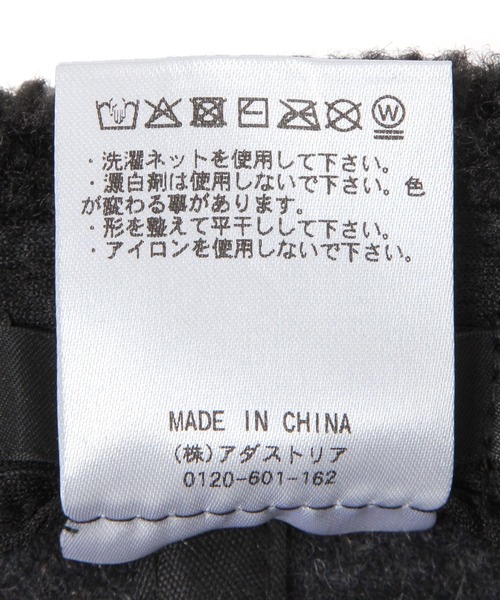 W
・洗濯ネットを使用して下さい。
・漂白剤は使用しないで下さい。色
が変わる事があります。
・形を整えて平干しして下さい。
・アイロンを使用しないで下さい。
MADE IN CHINA
(株)アダストリア
0120-601-162